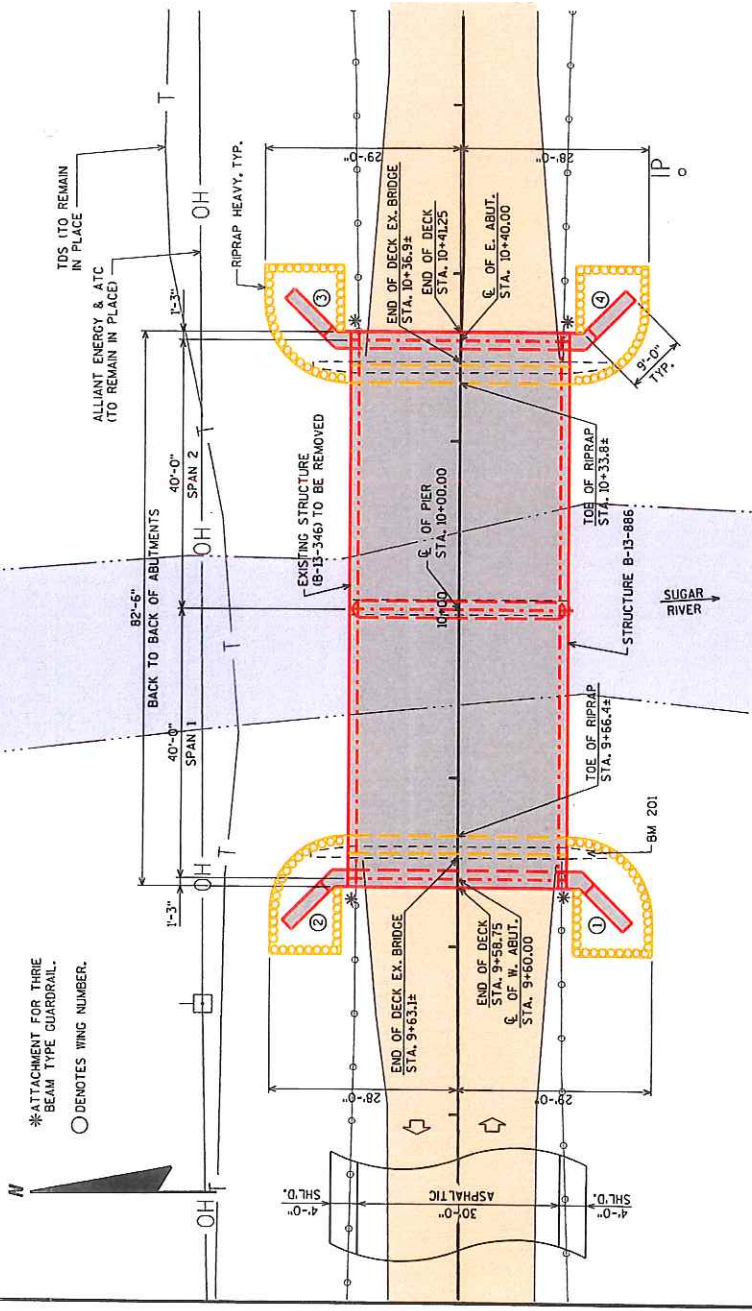 N
*ATTACHMENT FOR THRIE
BEAM TYPE GUARDRAIL.
○ DENOTES WING NUMBER.
TDS (TO REMAIN
IN PLACE
ALLIANT ENERGY & ATC
(TO REMAIN IN PLACE)
RIPRAP HEAVY, TYP.
82'-6"
BACK TO BACK OF ABUTMENTS
1'-3"
40'-0"
SPAN 1
40'-0"
SPAN 2
1'-3"
OH
T
OH
OH
T
T
OH
T
OH
T
EXISTING STRUCTURE
(B-13-346) TO BE REMOVED
2
3
28'-0"
29'-0"
END OF DECK EX. BRIDGE
STA. 9+63.1±
END OF DECK
STA. 9+58.75
℄ OF W. ABUT.
STA. 9+60.00
10+00
℄ OF PIER
STA. 10+00.00
END OF DECK EX. BRIDGE
STA. 10+36.9±
END OF DECK
STA. 10+41.25
℄ OF E. ABUT.
STA. 10+40.00
4'-0"
SHL'D.
30'-0"
ASPHALTIC
4'-0"
SHL'D.
29'-0"
28'-0"
1
4
TOE OF RIPRAP
STA. 9+66.4±
TOE OF RIPRAP
STA. 10+33.8±
BM 201
STRUCTURE B-13-886
SUGAR
RIVER
9'-0"
TYP.
IP